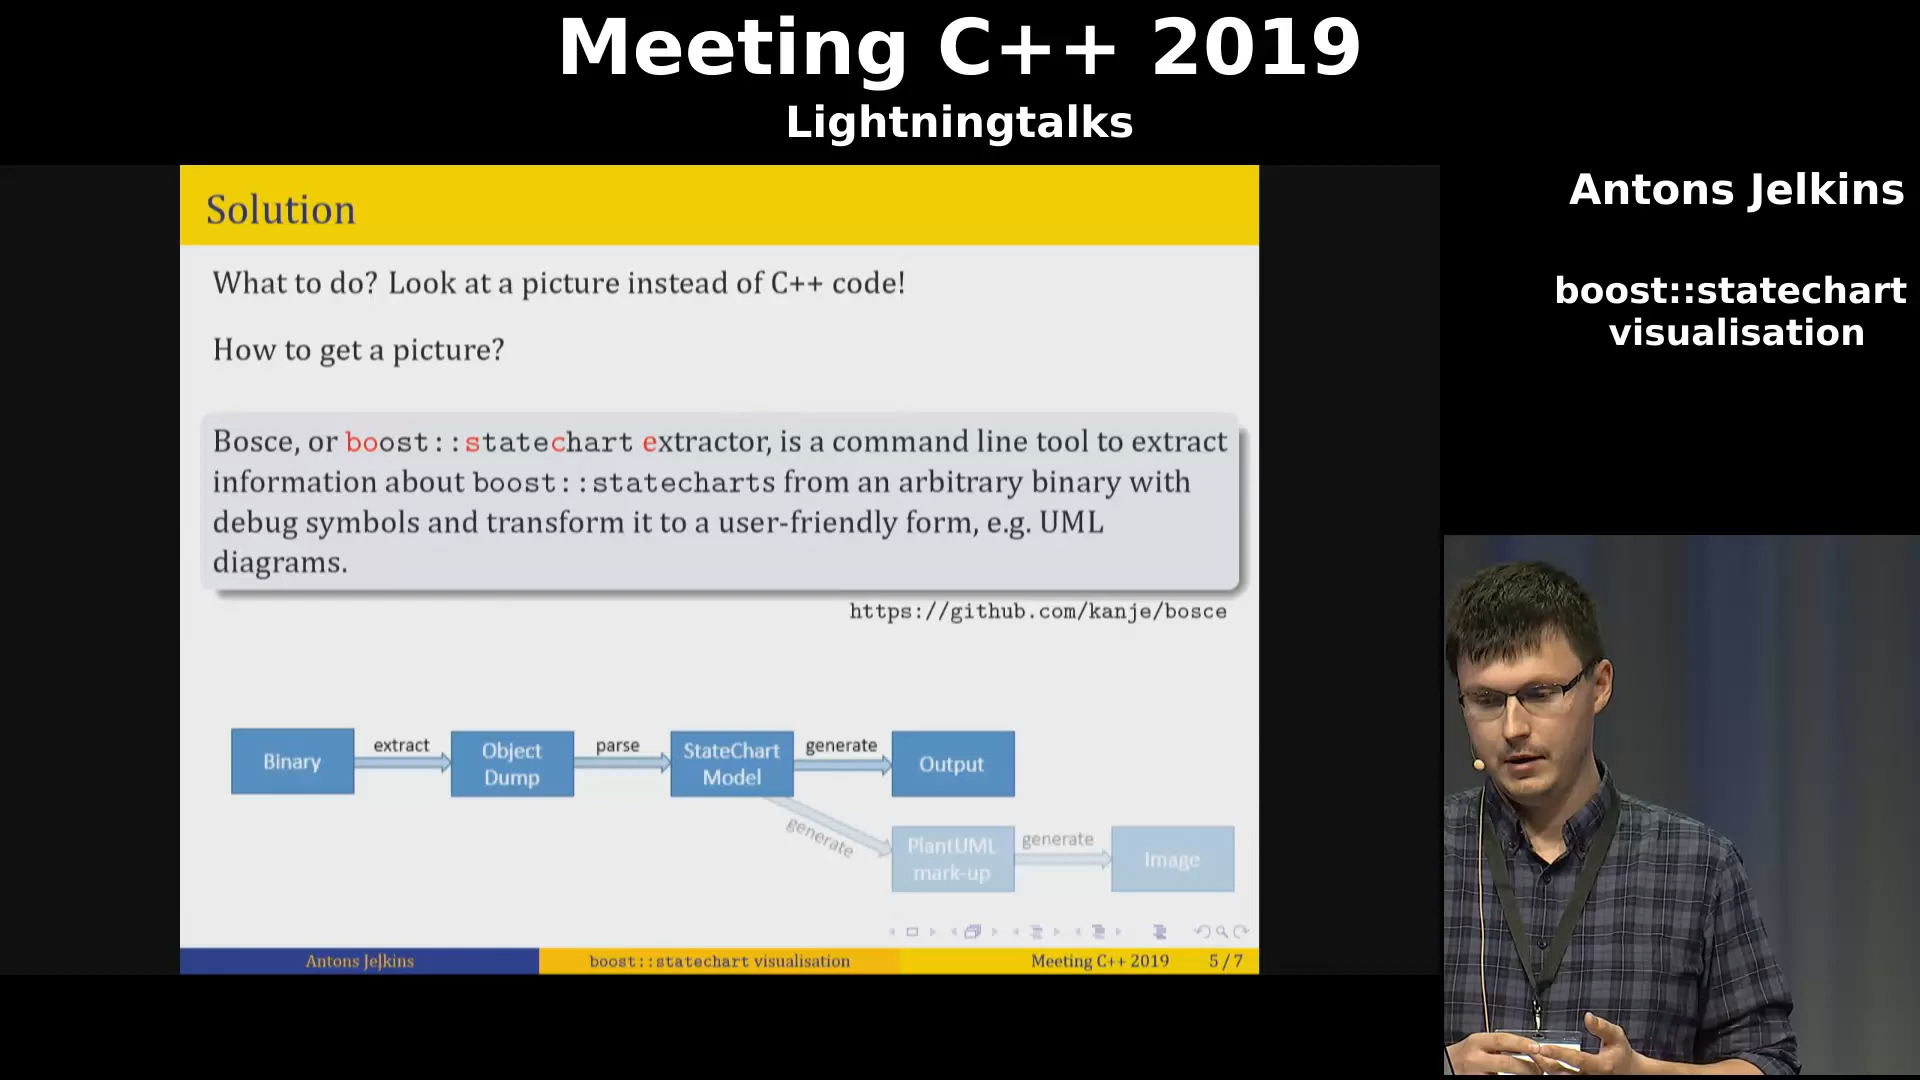 Meeting C++ 2019
Lightningtalks
Antons Jelkins
boost::statechart
visualisation
Solution
What to do? Look at a picture instead of C++ code!
How to get a picture?
Bosce, or boost::statechart extractor, is a command line tool to extract
information about boost::statecharts from an arbitrary binary with
debug symbols and transform it to a user-friendly form, e.g. UML
diagrams.
https://github.com/kanje/bosce
Binary
extract
Object
Dump
parse
StateChart
Model
generate
Output
generate
PlantUML
mark-up
generate
Image
Antons Jeļkins
boost::statechart visualisation
Meeting C++ 2019
5 / 7